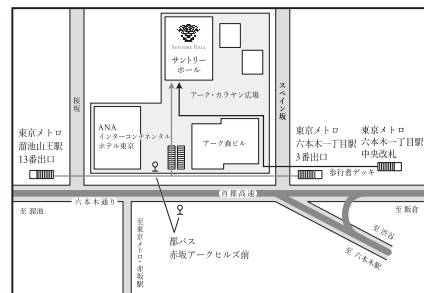 SUNTORY HALL
サントリー
ホール
アーク・カラヤン広場
桜坂
スペイン坂
ANA
インターコンチネンタル
ホテル東京
アーク森ビル
東京メトロ
溜池山王駅
13番出口
東京メトロ
六本木一丁目駅
3番出口
東京メトロ
六本木一丁目駅
中央改札
歩行者デッキ
首都高速
六本木通り
至 溜池
至 飯倉
至 渋谷
至 六本木駅
至東京メトロ・赤坂駅
都バス
赤坂アークヒルズ前